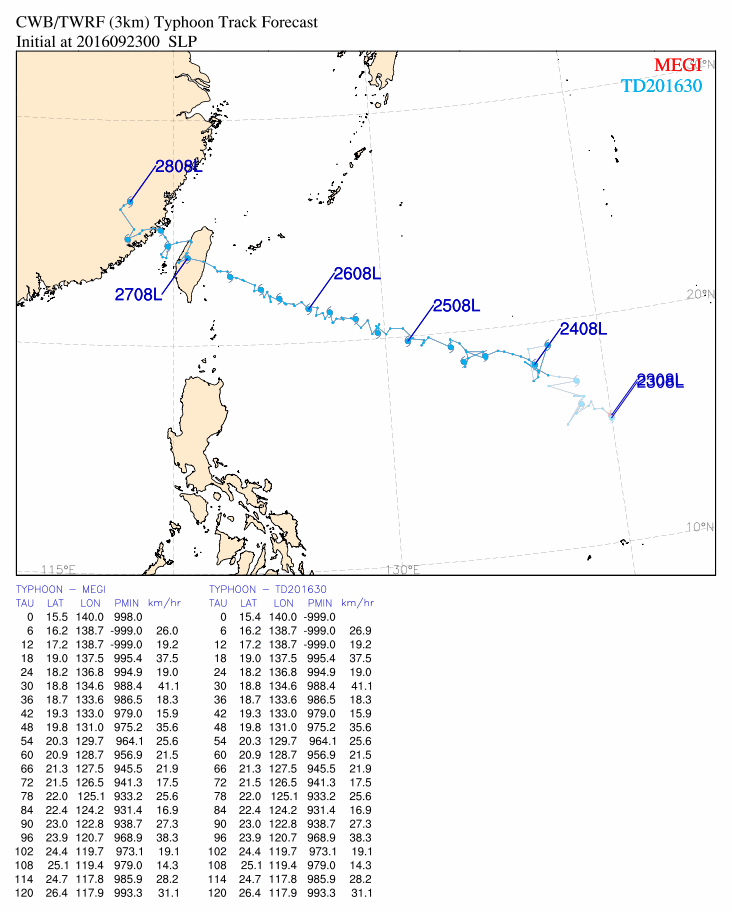 CWB/TWRF (3km) Typhoon Track Forecast
Initial at 2016092300 SLP
MEGI
TD201630
2808L
2708L
2608L
2508L
2408L
2308L
2308L
20°N
10°N
115°E
130°E
TYPHOON – MEGI TYPHOON – TD201630
TAU LAT LON PMIN km/hr TAU LAT LON PMIN km/hr
0 15.5 140.0 998.0 0 15.4 140.0 -999.0
6 16.2 138.7 -999.0 26.0 6 16.2 138.7 -999.0 26.9
12 17.2 138.7 -999.0 19.2 12 17.2 138.7 -999.0 19.2
18 19.0 137.5 995.4 37.5 18 19.0 137.5 995.4 37.5
24 18.2 136.8 994.9 19.0 24 18.2 136.8 994.9 19.0
30 18.8 134.6 988.4 41.1 30 18.8 134.6 988.4 41.1
36 18.7 133.6 986.5 18.3 36 18.7 133.6 986.5 18.3
42 19.3 133.0 979.0 15.9 42 19.3 133.0 979.0 15.9
48 19.8 131.0 975.2 35.6 48 19.8 131.0 975.2 35.6
54 20.3 129.7 964.1 25.6 54 20.3 129.7 964.1 25.6
60 20.9 128.7 956.9 21.5 60 20.9 128.7 956.9 21.5
66 21.3 127.5 945.5 21.9 66 21.3 127.5 945.5 21.9
72 21.5 126.5 941.3 17.5 72 21.5 126.5 941.3 17.5
78 22.0 125.1 933.2 25.6 78 22.0 125.1 933.2 25.6
84 22.4 124.2 931.4 16.9 84 22.4 124.2 931.4 16.9
90 23.0 122.8 938.7 27.3 90 23.0 122.8 938.7 27.3
96 23.9 120.7 968.9 38.3 96 23.9 120.7 968.9 38.3
102 24.4 119.7 973.1 19.1 102 24.4 119.7 973.1 19.1
108 25.1 119.4 979.0 14.3 108 25.1 119.4 979.0 14.3
114 24.7 117.8 985.9 28.2 114 24.7 117.8 985.9 28.2
120 26.4 117.9 993.3 31.1 120 26.4 117.9 993.3 31.1